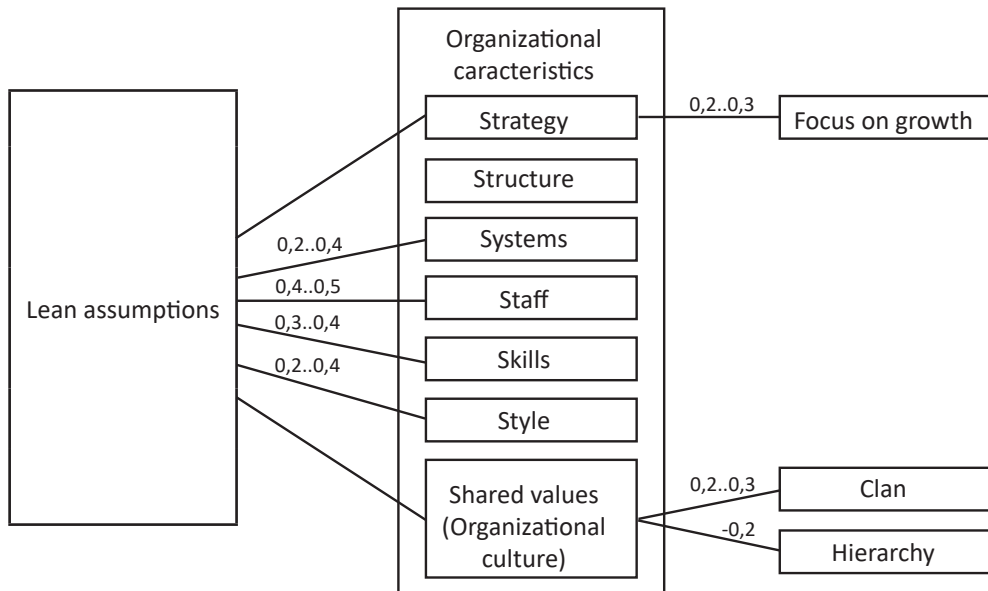 Organizational
caracteristics
Lean assumptions
0,2..0,4
0,4..0,5
0,3..0,4
0,2..0,4
Strategy
Structure
Systems
Staff
Skills
Style
Shared values
(Organizational
culture)
0,2..0,3
Focus on growth
0,2..0,3
Clan
-0,2
Hierarchy